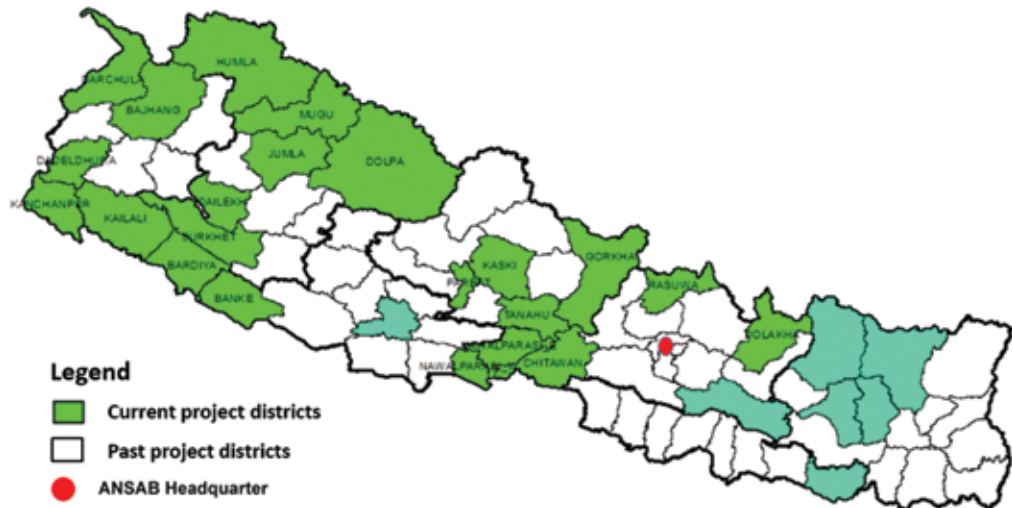 HUMLA
DARCHULA
BAJHANG
MUGU
JUMLA
DOLPA
DADELDHURA
KANCHANPUR
DAILEKH
KAILALI
SURKHET
BARDIYA
BANKE
GORKHA
KASKI
PARBAT
RASUWA
TANAHU
DOLAKHA
CHITAWAN
Legend
Current project districts
Past project districts
ANSAB Headquarter